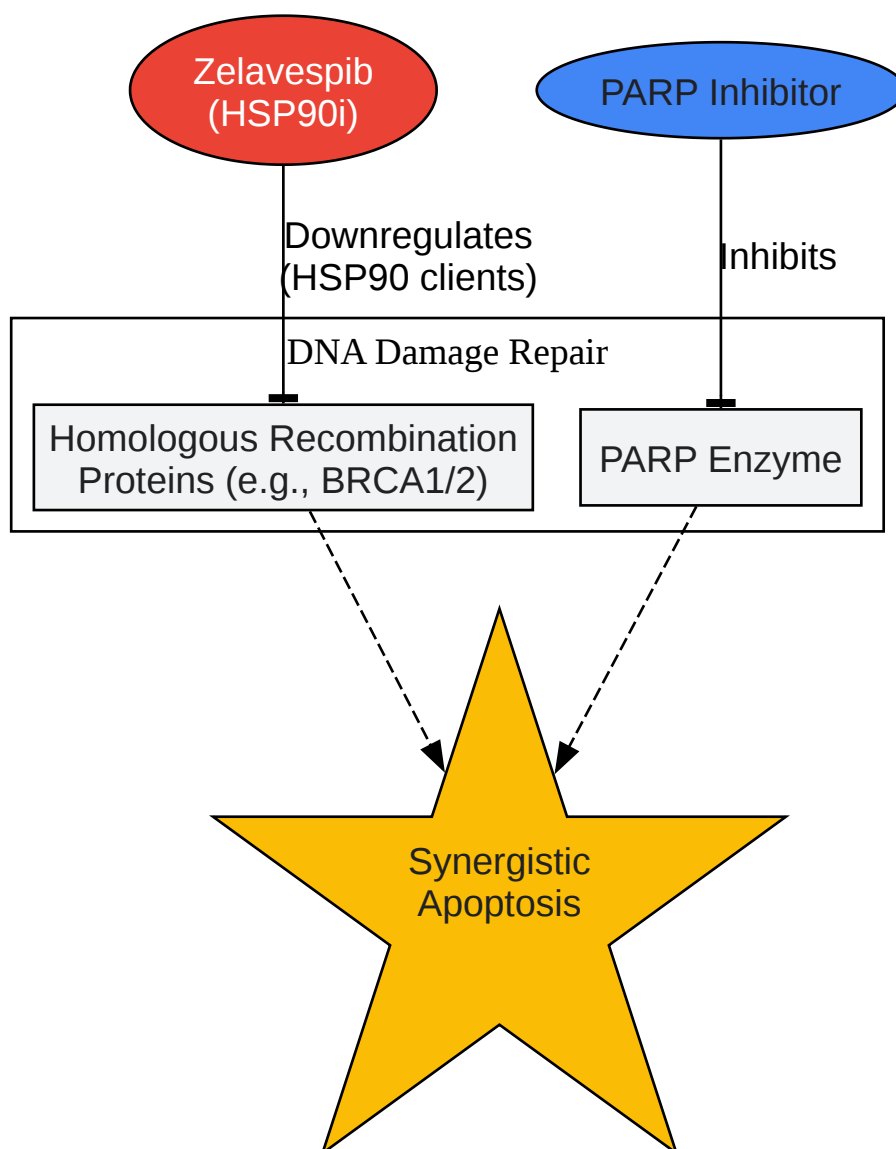 Zelavespib
(HSP90i)
PARP Inhibitor
Downregulates
(HSP90 clients)
Inhibits
DNA Damage Repair
Homologous Recombination
Proteins (e.g., BRCA1/2)
PARP Enzyme
Synergistic
Apoptosis